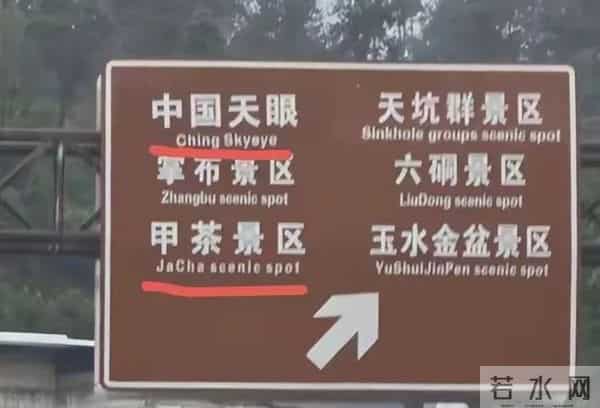 中国天眼
Ching Skyeye
掌布景区
Zhangbu scenic spot
甲茶景区
JaCha scenic spot
天坑群景区
Sinkhole groups scenic spot
六硐景区
LiuDong scenic spot
玉水金盆景区
YuShuiJinPen scenic spot
若水网